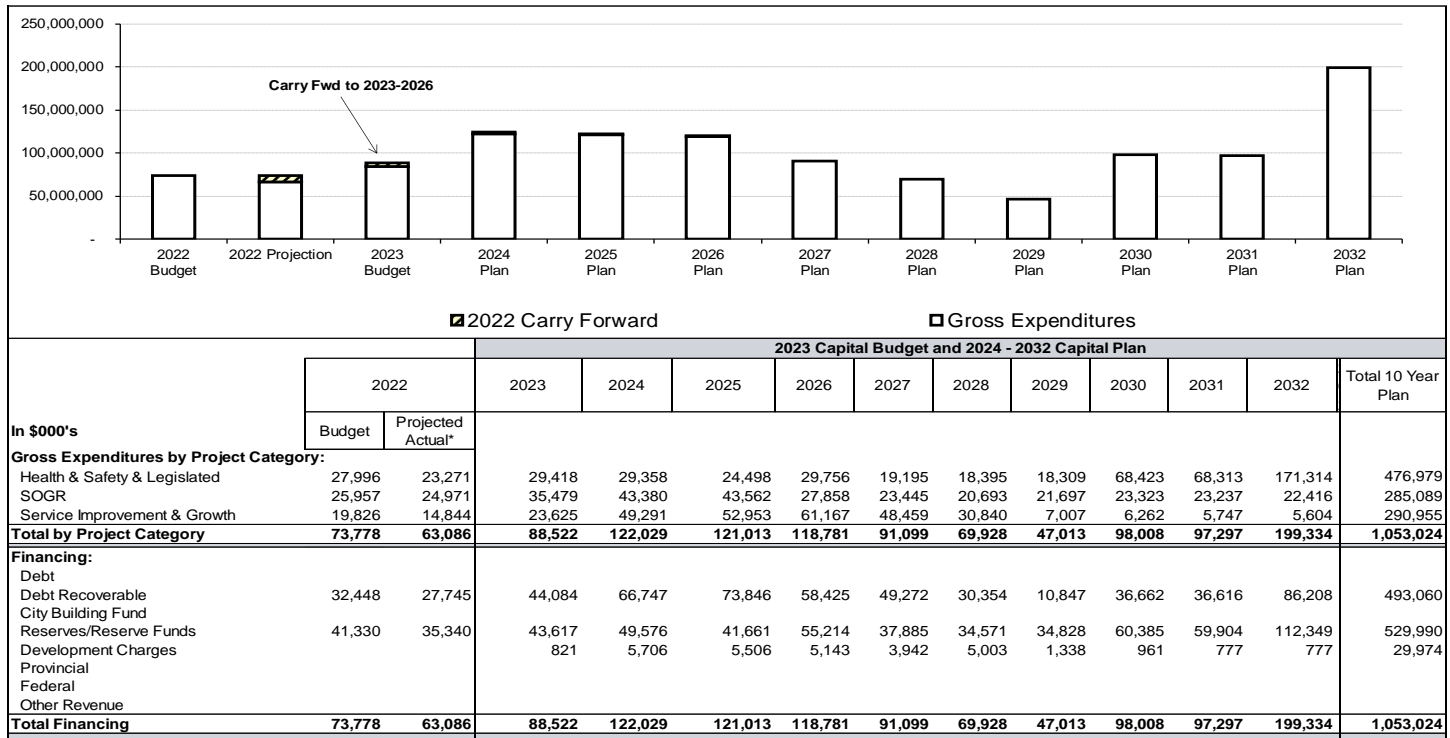 250,000,000
200,000,000
150,000,000
100,000,000
50,000,000
-
Carry Fwd to 2023-2026
2022 Budget
2022 Projection
2023 Budget
2024 Plan
2025 Plan
2026 Plan
2027 Plan
2028 Plan
2029 Plan
2030 Plan
2031 Plan
2032 Plan
2022 Carry Forward Gross Expenditures
2023 Capital Budget and 2024 - 2032 Capital Plan
2022 2023 2024 2025 2026 2027 2028 2029 2030 2031 2032 Total 10 Year Plan
In $000's Budget Projected Actual*
Gross Expenditures by Project Category:
Health & Safety & Legislated 27,996 23,271 29,418 29,358 24,498 29,756 19,195 18,395 18,309 68,423 68,313 171,314 476,979
SOGR 25,957 24,971 35,479 43,380 43,562 27,858 23,445 20,693 21,697 23,323 23,237 22,416 285,089
Service Improvement & Growth 19,826 14,844 23,625 49,291 52,953 61,167 48,459 30,840 7,007 6,262 5,747 5,604 290,955
Total by Project Category 73,778 63,086 88,522 122,029 121,013 118,781 91,099 69,928 47,013 98,008 97,297 199,334 1,053,024
Financing:
Debt
Debt Recoverable 32,448 27,745 44,084 66,747 73,846 58,425 49,272 30,354 10,847 36,662 36,616 86,208 493,060
City Building Fund
Reserves/Reserve Funds 41,330 35,340 43,617 49,576 41,661 55,214 37,885 34,571 34,828 60,385 59,904 112,349 529,990
Development Charges 821 5,706 5,506 5,143 3,942 5,003 1,338 961 777 777 29,974
Provincial
Federal
Other Revenue
Total Financing 73,778 63,086 88,522 122,029 121,013 118,781 91,099 69,928 47,013 98,008 97,297 199,334 1,053,024